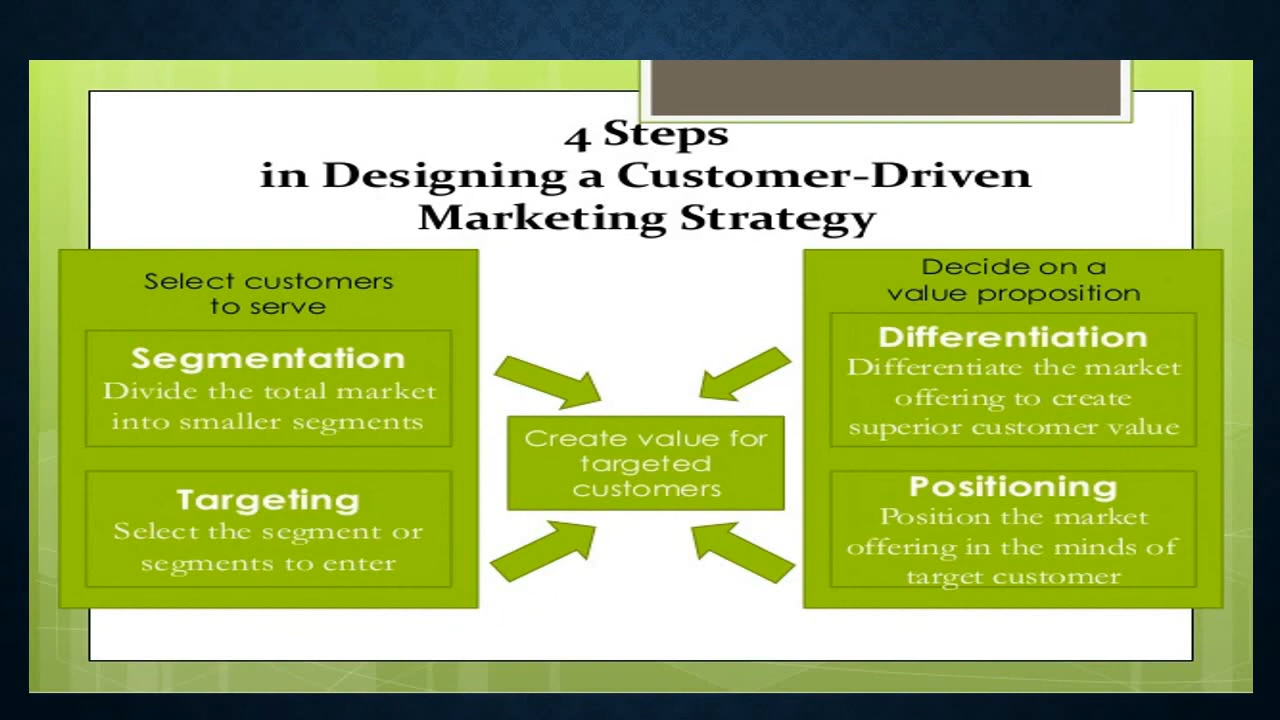 4 Steps
in Designing a Customer-Driven
Marketing Strategy
Select customers
to serve
Segmentation
Divide the total market
into smaller segments
Targeting
Select the segment or
segments to enter
Create value for
targeted
customers
Decide on a
value proposition
Differentiation
Differentiate the market
offering to create
superior customer value
Positioning
Position the market
offering in the minds of
target customer